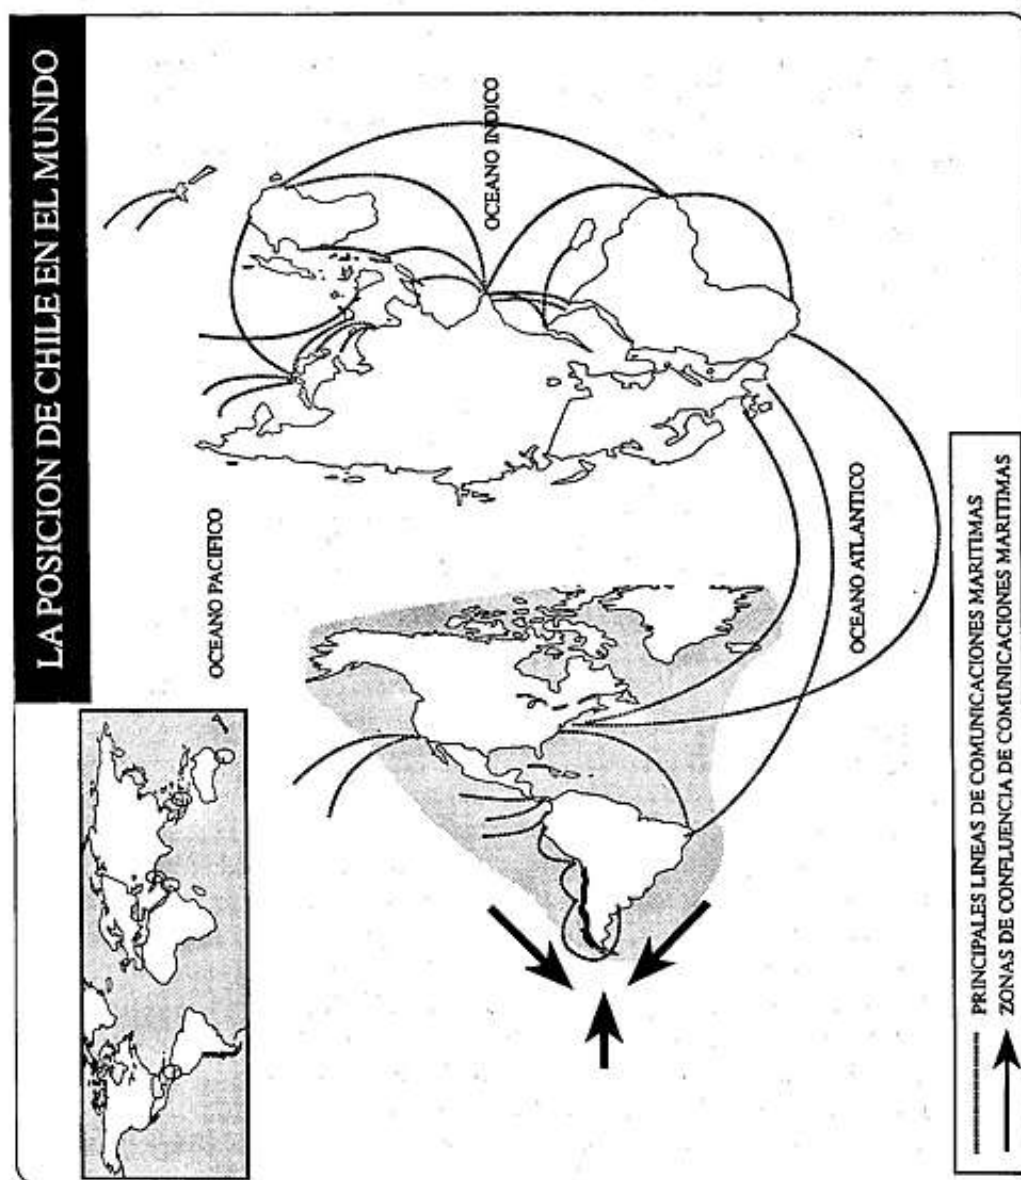 LA POSICION DE CHILE EN EL MUNDO
OCEANO PACIFICO
OCEANO INDICO
OCEANO ATLANTICO
PRINCIPALES LINEAS DE COMUNICACIONES MARITIMAS
ZONAS DE CONFLUENCIA DE COMUNICACIONES MARITIMAS